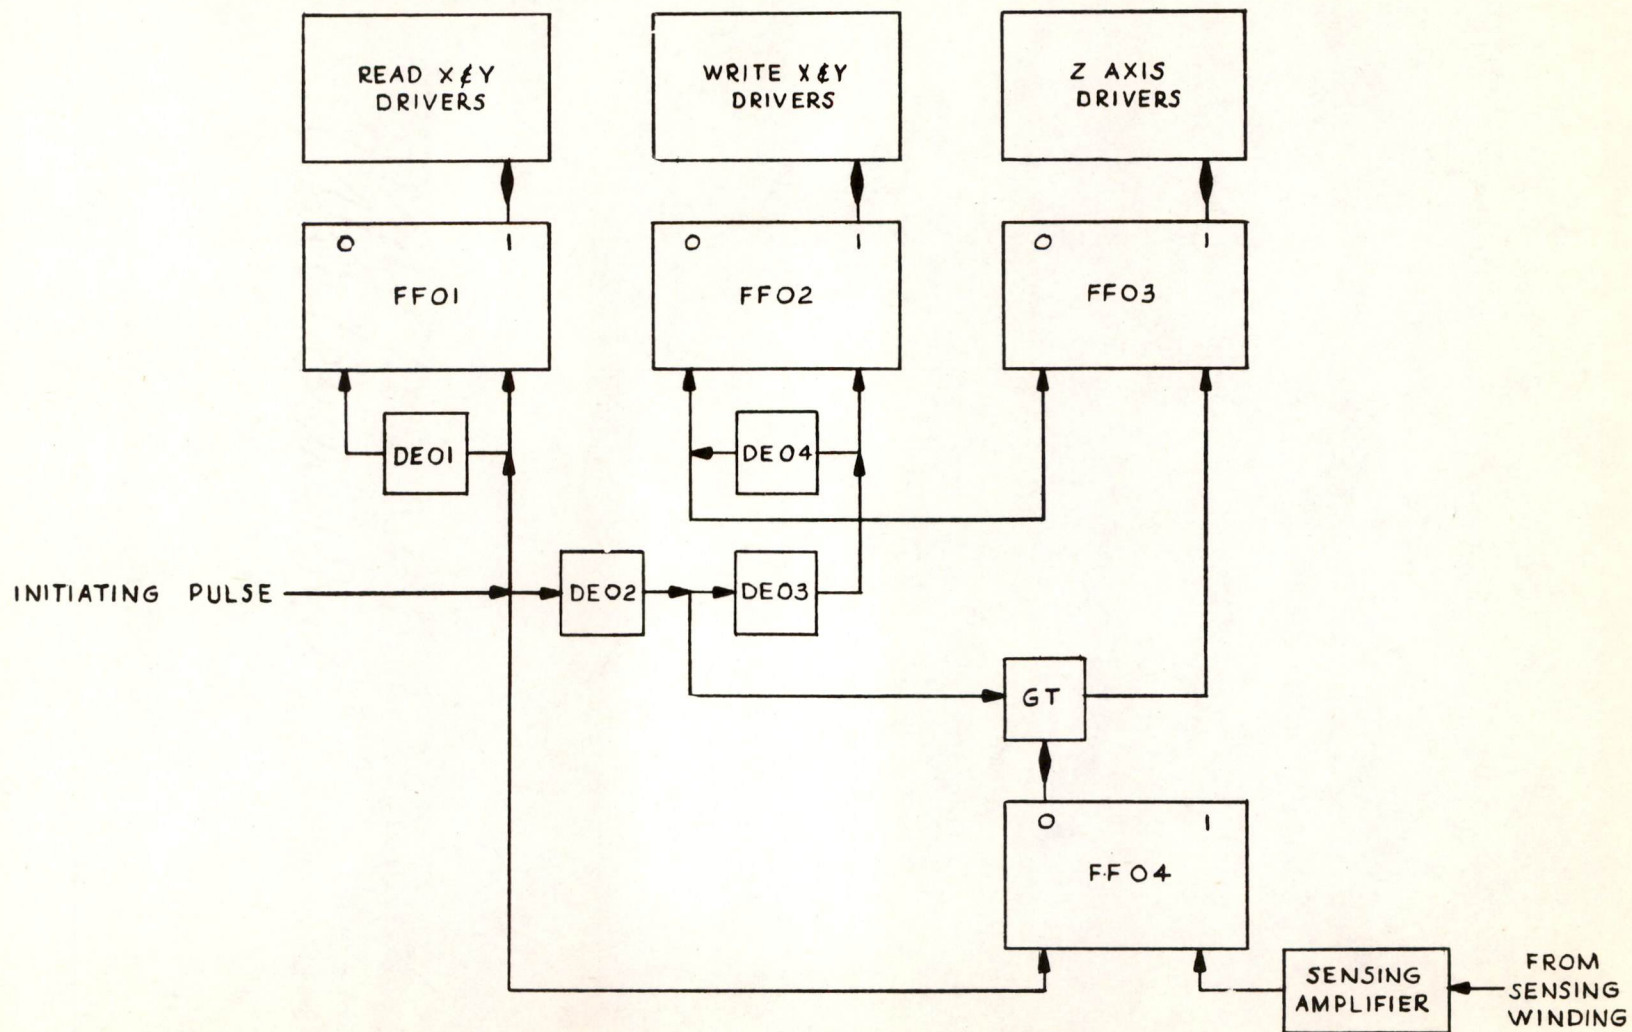 READ X & Y
DRIVERS
WRITE X & Y
DRIVERS
Z AXIS
DRIVERS
0 1
FF01
0 1
FF02
0 1
FF03
DE01
DE04
INITIATING PULSE
DE02
DE03
GT
0 1
FF04
SENSING
AMPLIFIER
FROM
SENSING
WINDING